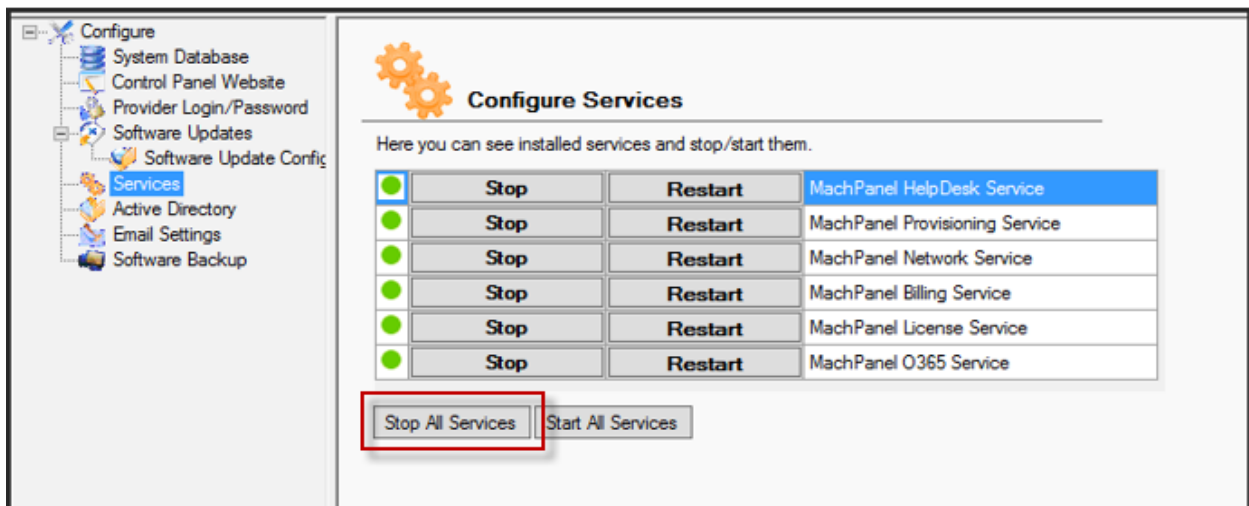 Configure
System Database
Control Panel Website
Provider Login/Password
Software Updates
Software Update Config
Services
Active Directory
Email Settings
Software Backup
Configure Services
Here you can see installed services and stop/start them.
Stop Restart MachPanel HelpDesk Service
Stop Restart MachPanel Provisioning Service
Stop Restart MachPanel Network Service
Stop Restart MachPanel Billing Service
Stop Restart MachPanel License Service
Stop Restart MachPanel O365 Service
Stop All Services Start All Services